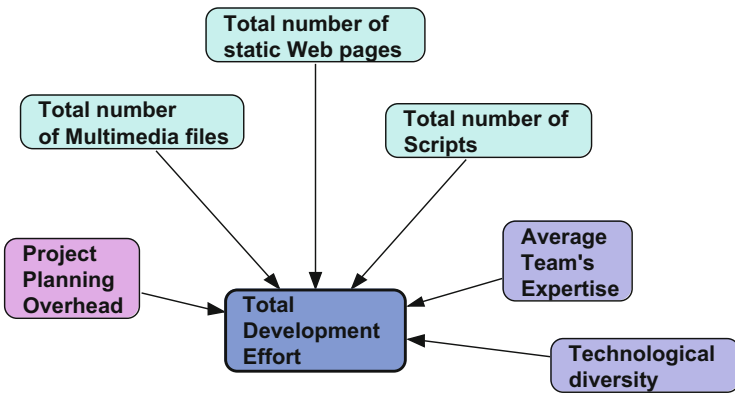 Total number of
static Web pages
Total number
of Multimedia files
Total number of
Scripts
Project
Planning
Overhead
Average
Team's
Expertise
Total
Development
Effort
Technological
diversity